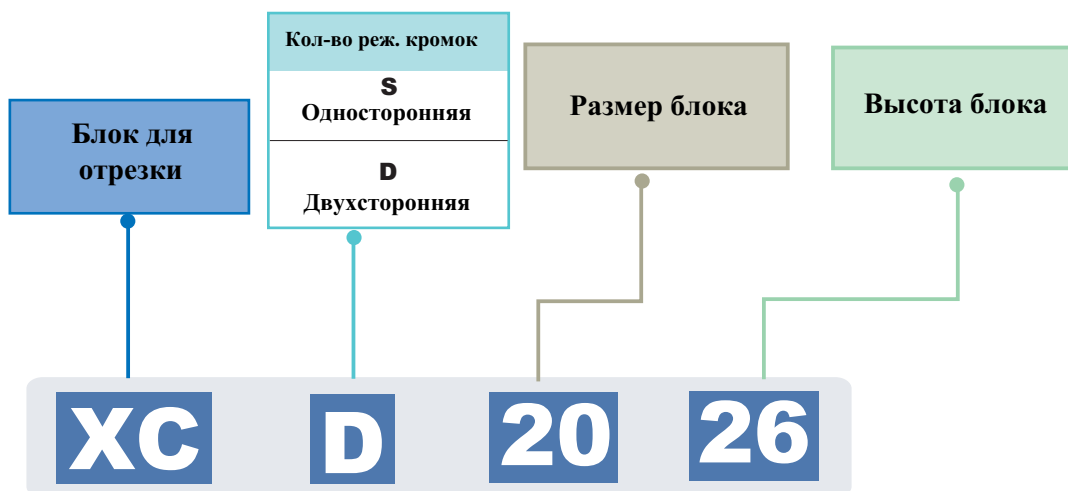 Блок для
отрезки
Кол-во реж. кромок
S
Односторонняя
D
Двухсторонняя
Размер блока
Высота блока
XC D 20 26